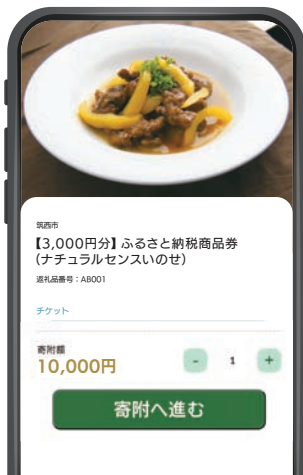 筑西市
【3,000円分】ふるさと納税商品券
(ナチュラルセンスいのせ)
返礼品番号：AB001
チケット
寄附額
10,000円
- 1 +
寄附へ進む